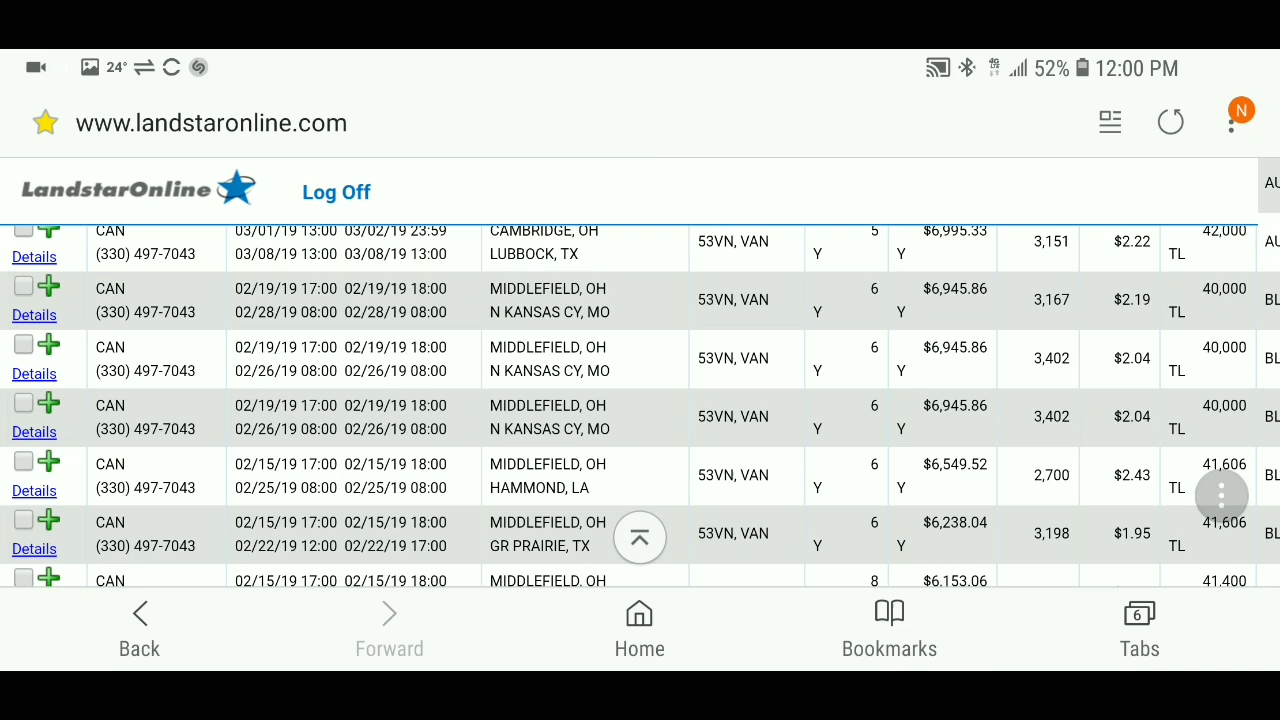 24° 52% 12:00 PM
www.landstaronline.com N
LandstarOnline Log Off AU
CAN 03/01/19 13:00 03/02/19 23:59 CAMBRIDGE, OH 5 $6,995.33 42,000
Details (330) 497-7043 03/08/19 13:00 03/08/19 13:00 LUBBOCK, TX 53VN, VAN Y Y 3,151 $2.22 TL AU
CAN 02/19/19 17:00 02/19/19 18:00 MIDDLEFIELD, OH 6 $6,945.86 40,000
Details (330) 497-7043 02/28/19 08:00 02/28/19 08:00 N KANSAS CY, MO 53VN, VAN Y Y 3,167 $2.19 TL BL
CAN 02/19/19 17:00 02/19/19 18:00 MIDDLEFIELD, OH 6 $6,945.86 40,000
Details (330) 497-7043 02/26/19 08:00 02/26/19 08:00 N KANSAS CY, MO 53VN, VAN Y Y 3,402 $2.04 TL BL
CAN 02/19/19 17:00 02/19/19 18:00 MIDDLEFIELD, OH 6 $6,945.86 40,000
Details (330) 497-7043 02/26/19 08:00 02/26/19 08:00 N KANSAS CY, MO 53VN, VAN Y Y 3,402 $2.04 TL BL
CAN 02/15/19 17:00 02/15/19 18:00 MIDDLEFIELD, OH 6 $6,549.52 41,606
Details (330) 497-7043 02/25/19 08:00 02/25/19 08:00 HAMMOND, LA 53VN, VAN Y Y 2,700 $2.43 TL BL
CAN 02/15/19 17:00 02/15/19 18:00 MIDDLEFIELD, OH 6 $6,238.04 41,606
Details (330) 497-7043 02/22/19 12:00 02/22/19 17:00 GR PRAIRIE, TX 53VN, VAN Y Y 3,198 $1.95 TL BL
CAN 02/15/19 17:00 02/15/19 18:00 MIDDLEFIELD, OH 8 $6,153.06 41,400
6
Back Forward Home Bookmarks Tabs